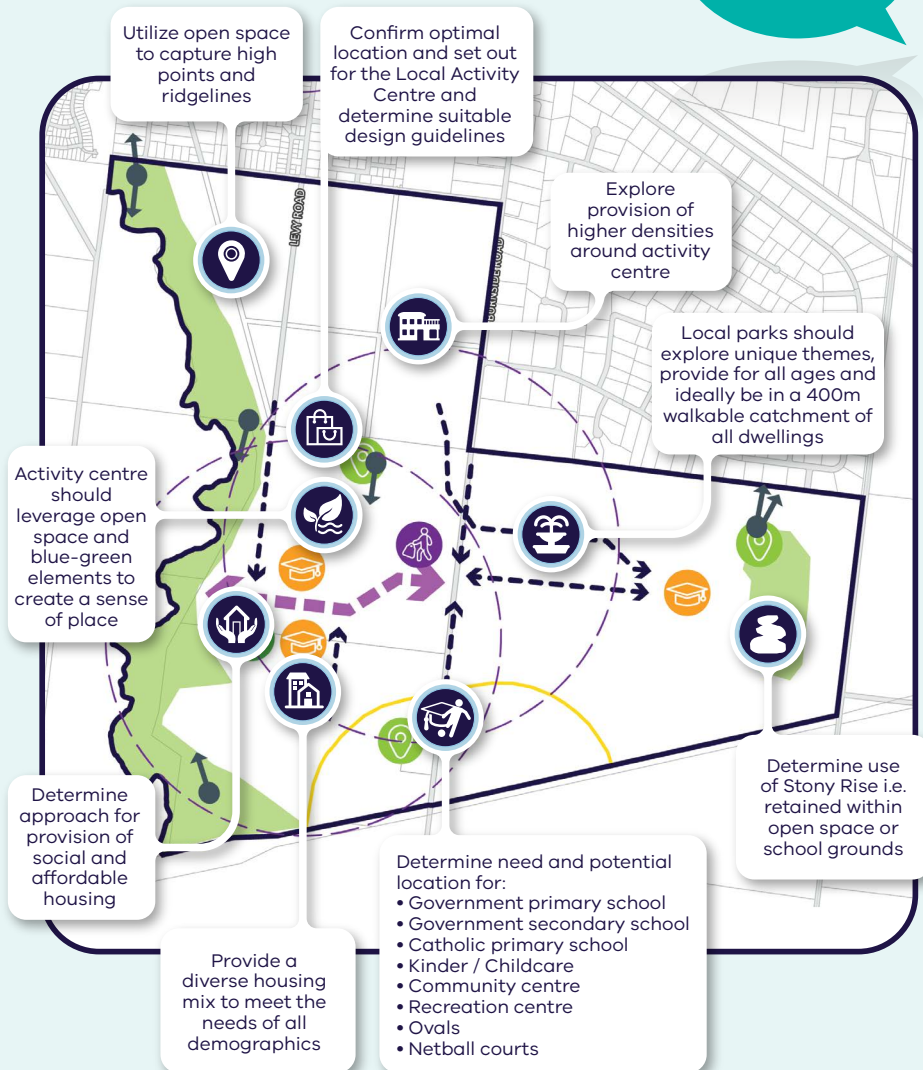 Utilize open space
to capture high
points and
ridgelines
Confirm optimal
location and set out
for the Local Activity
Centre and
determine suitable
design guidelines
LEVY ROAD
Explore
provision of
higher densities
around activity
centre
BURNSIDE ROAD
Local parks should
explore unique themes,
provide for all ages and
ideally be in a 400m
walkable catchment of
all dwellings
Activity centre
should
leverage open
space and
blue-green
elements to
create a sense
of place
Determine
approach for
provision of
social and
affordable
housing
Provide a
diverse housing
mix to meet the
needs of all
demographics
Determine need and potential
location for:
• Government primary school
• Government secondary school
• Catholic primary school
• Kinder / Childcare
• Community centre
• Recreation centre
• Ovals
• Netball courts
Determine use
of Stony Rise i.e.
retained within
open space or
school grounds